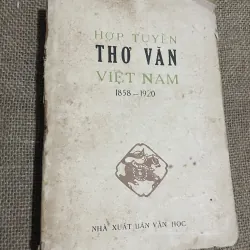 HỢP TUYỂN
THƠ VĂN
VIỆT NAM
1858 — 1920
NHÀ XUẤT BẢN VĂN HỌC